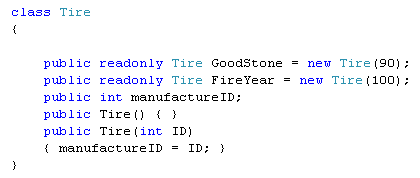 class Tire
{
public readonly Tire GoodStone = new Tire(90);
public readonly Tire FireYear = new Tire(100);
public int manufactureID;
public Tire() { }
public Tire(int ID)
{ manufactureID = ID; }
}